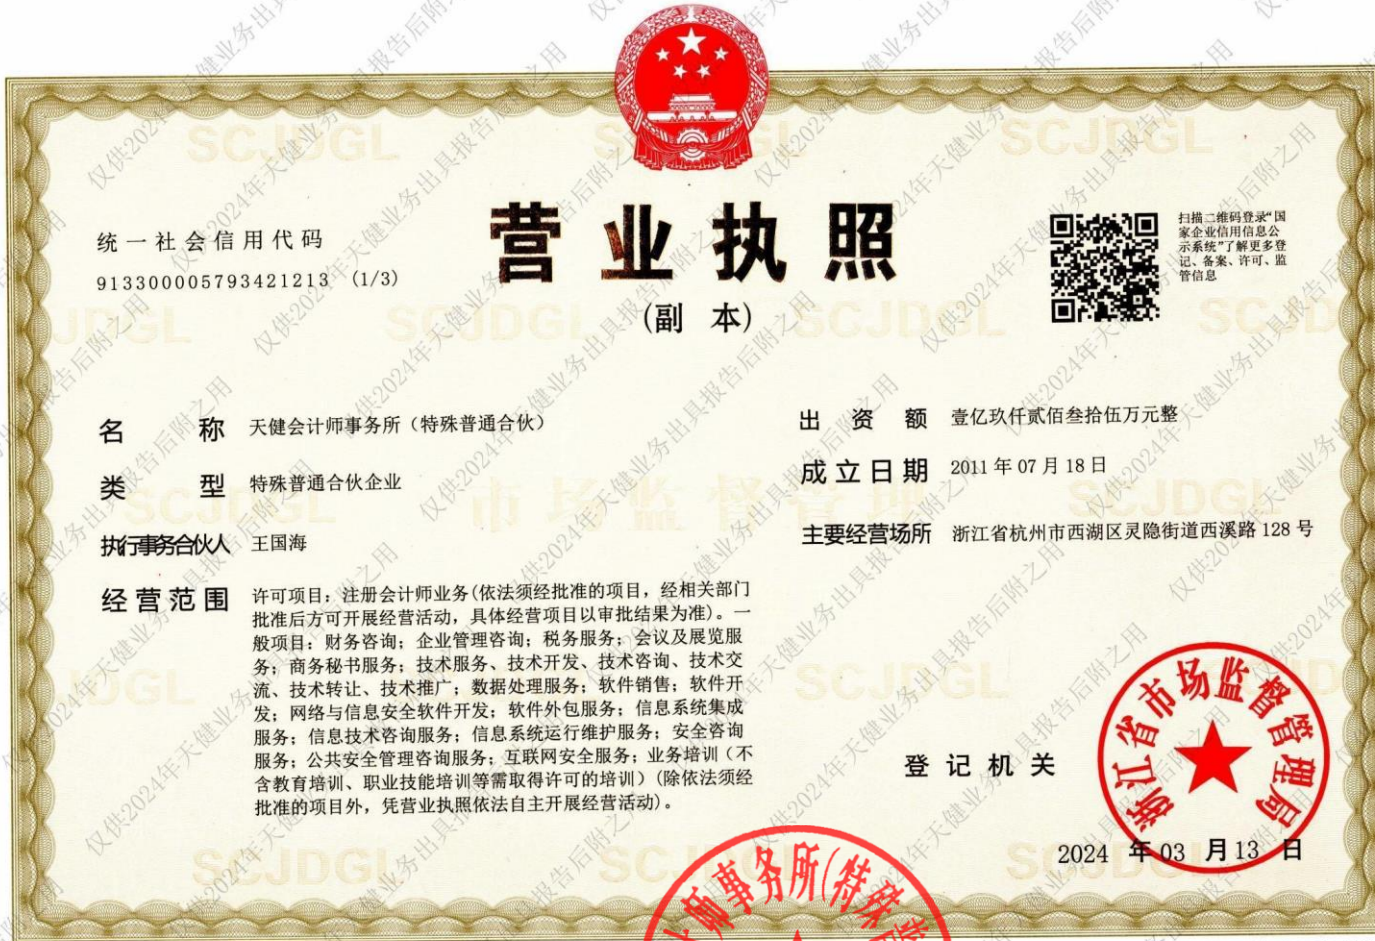 营业执照
(副 本)
统一社会信用代码
913300005793421213 (1/3)
扫描二维码登录“国
家企业信用信息公
示系统”了解更多登
记、备案、许可、监
管信息
名 称 天健会计师事务所（特殊普通合伙）
类 型 特殊普通合伙企业
执行事务合伙人 王国海
经营范围 许可项目：注册会计师业务(依法须经批准的项目，经相关部门
批准后方可开展经营活动，具体经营项目以审批结果为准)。一
般项目：财务咨询；企业管理咨询；税务服务；会议及展览服
务；商务秘书服务；技术服务、技术开发、技术咨询、技术交
流、技术转让、技术推广；数据处理服务；软件销售；软件开
发；网络与信息安全软件开发；软件外包服务；信息系统集成
服务；信息技术咨询服务；信息系统运行维护服务；安全咨询
服务；公共安全管理咨询服务；互联网安全服务；业务培训（不
含教育培训、职业技能培训等需取得许可的培训）(除依法须经
批准的项目外，凭营业执照依法自主开展经营活动)。
出 资 额 壹亿玖仟贰佰叁拾伍万元整
成立日期 2011 年 07 月 18 日
主要经营场所 浙江省杭州市西湖区灵隐街道西溪路 128 号
登记机关
浙江省市场监督管理局
2024 年 03 月 13 日
师事务所(特殊普
仅供2024年天健业务出具报告后附之用
SCJDGL
市场监督管理